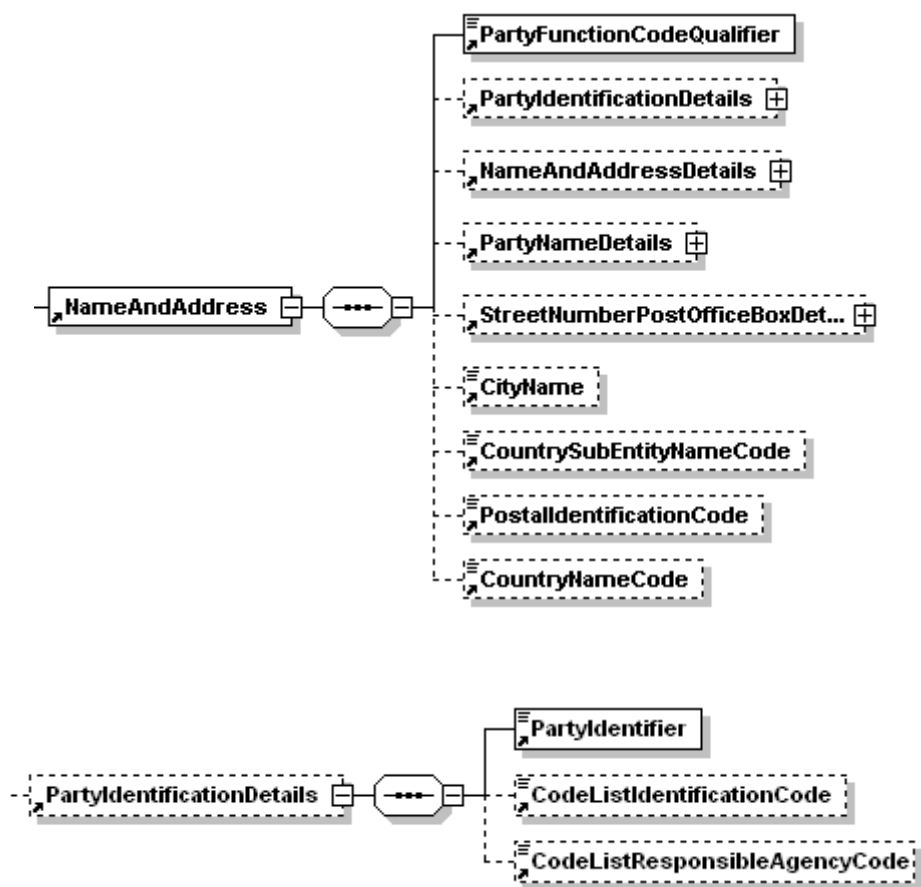 PartyFunctionCodeQualifier
PartyIdentificationDetails
NameAndAddressDetails
PartyNameDetails
NameAndAddress
StreetNumberPostOfficeBoxDet...
CityName
CountrySubEntityNameCode
PostalIdentificationCode
CountryNameCode
PartyIdentifier
PartyIdentificationDetails
CodeListIdentificationCode
CodeListResponsibleAgencyCode